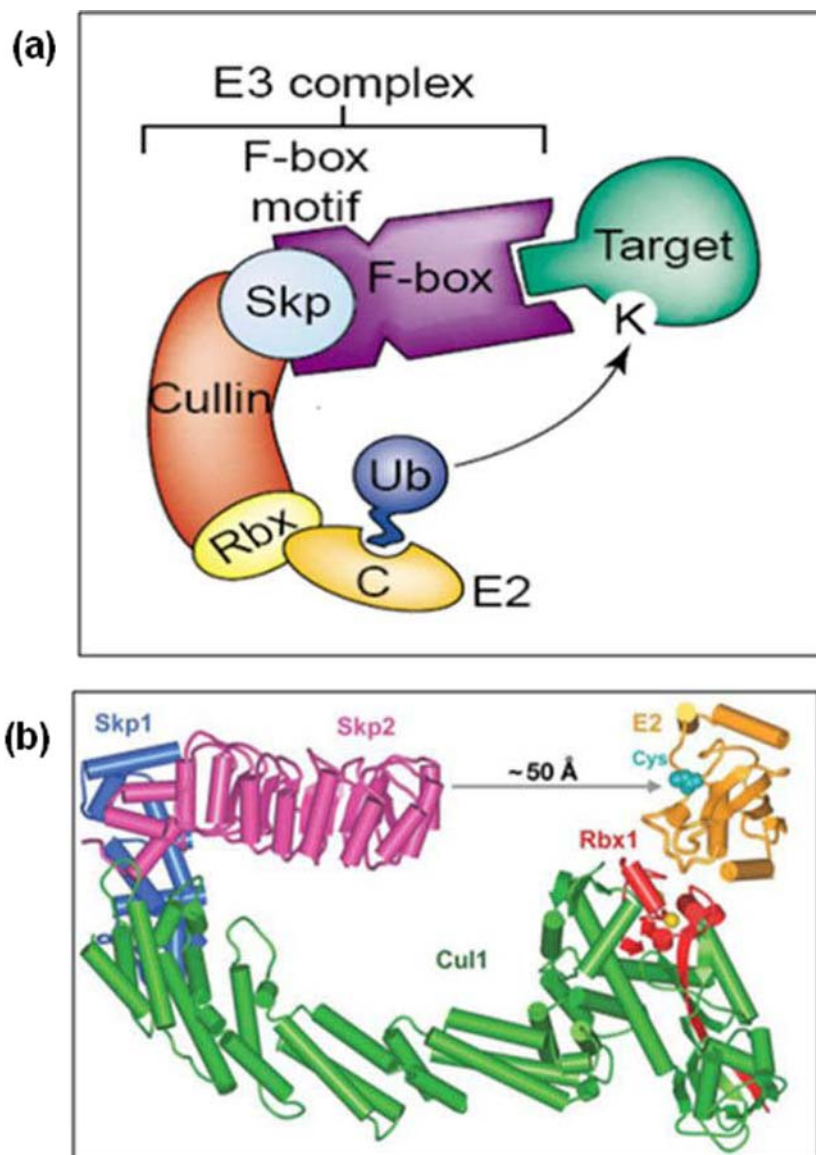 (a)
E3 complex
F-box
motif
Skp
F-box
Target
K
Cullin
Ub
Rbx
C
E2
(b)
Skp1
Skp2
E2
Cys
~50 Å
Rbx1
Cul1